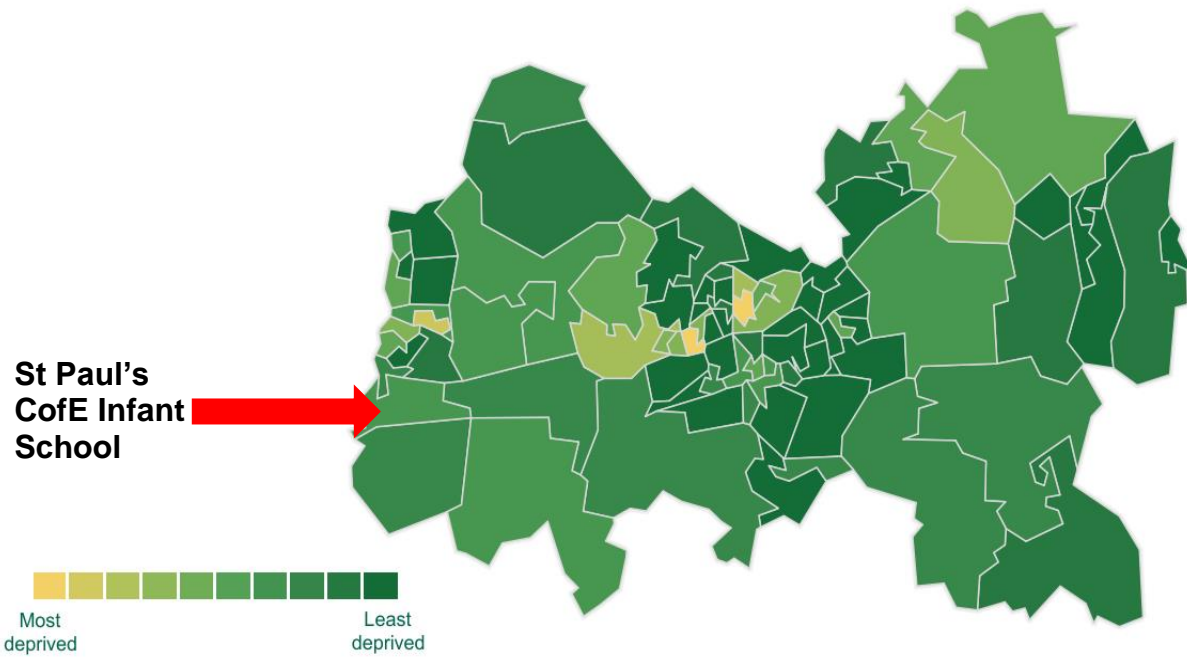 St Paul’s
CofE Infant
School
Most
deprived
Least
deprived